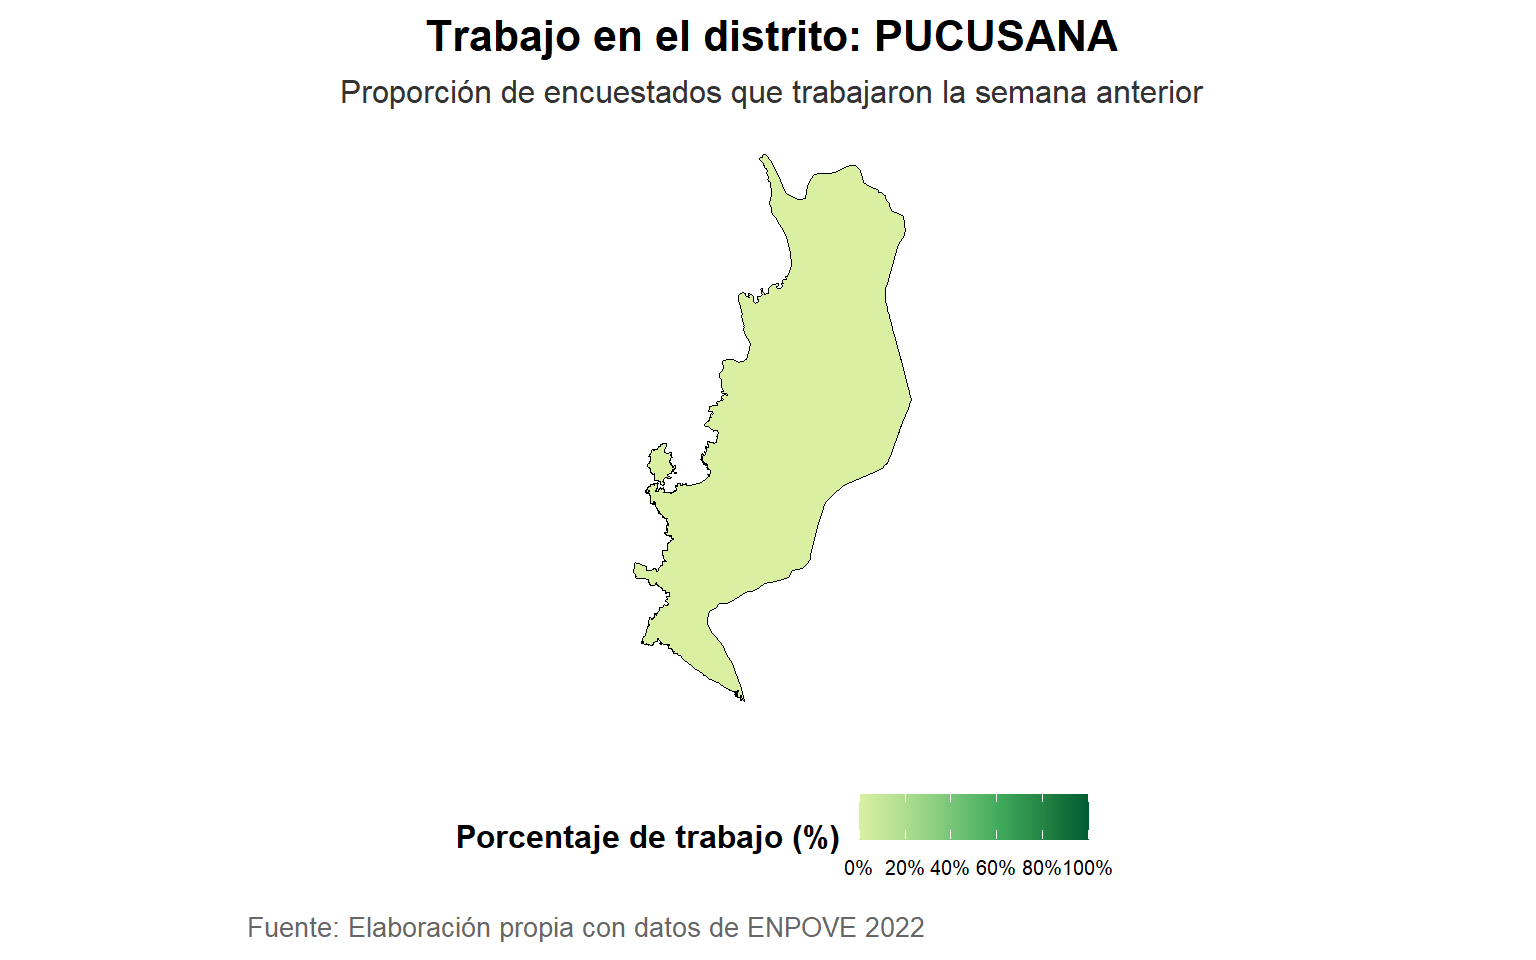 Trabajo en el distrito: PUCUSANA
Proporción de encuestados que trabajaron la semana anterior
Porcentaje de trabajo (%)
0% 20% 40% 60% 80% 100%
Fuente: Elaboración propia con datos de ENPOVE 2022